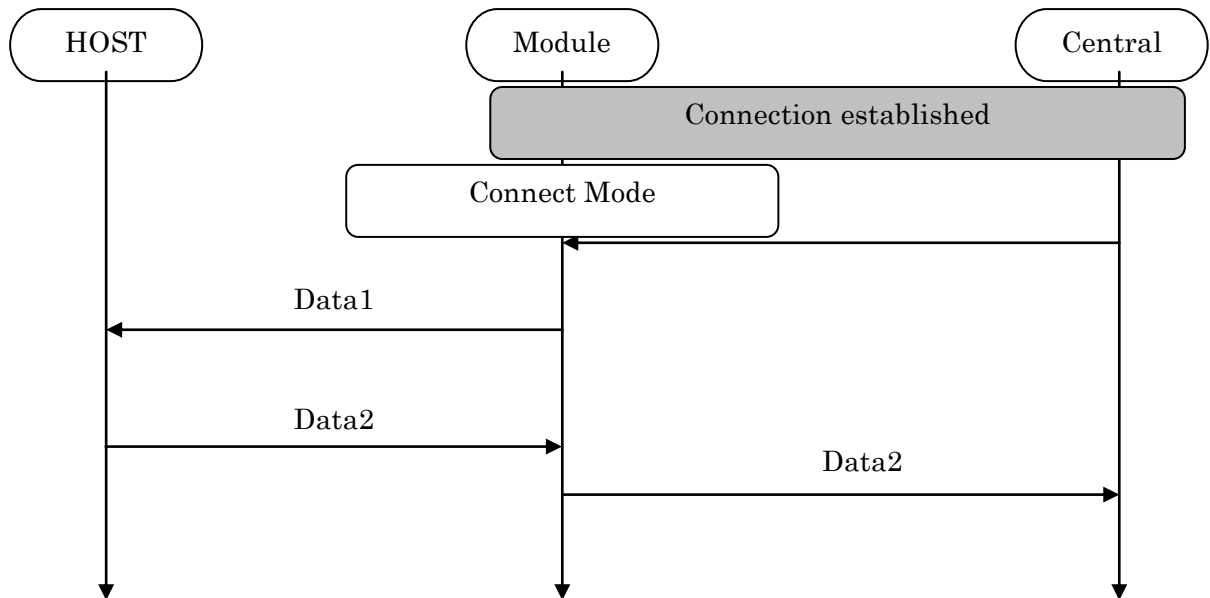 HOST
Module
Central
Connection established
Connect Mode
Data1
Data2
Data2